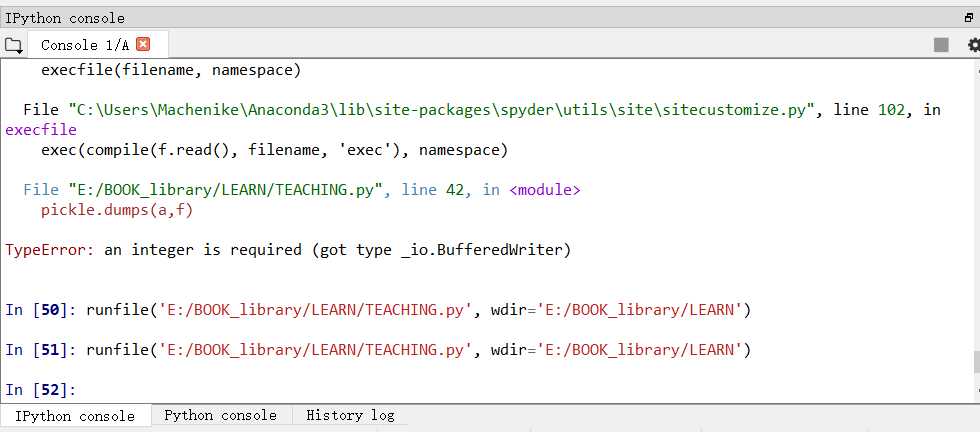 IPython console
Console 1/A
execfile(filename, namespace)
File "C:\Users\Machenike\Anaconda3\lib\site-packages\spyder\utils\site\sitecustomize.py", line 102, in
execfile
exec(compile(f.read(), filename, 'exec'), namespace)
File "E:/BOOK_library/LEARN/TEACHING.py", line 42, in <module>
pickle.dumps(a,f)
TypeError: an integer is required (got type _io.BufferedWriter)
In [50]: runfile('E:/BOOK_library/LEARN/TEACHING.py', wdir='E:/BOOK_library/LEARN')
In [51]: runfile('E:/BOOK_library/LEARN/TEACHING.py', wdir='E:/BOOK_library/LEARN')
In [52]:
IPython console Python console History log